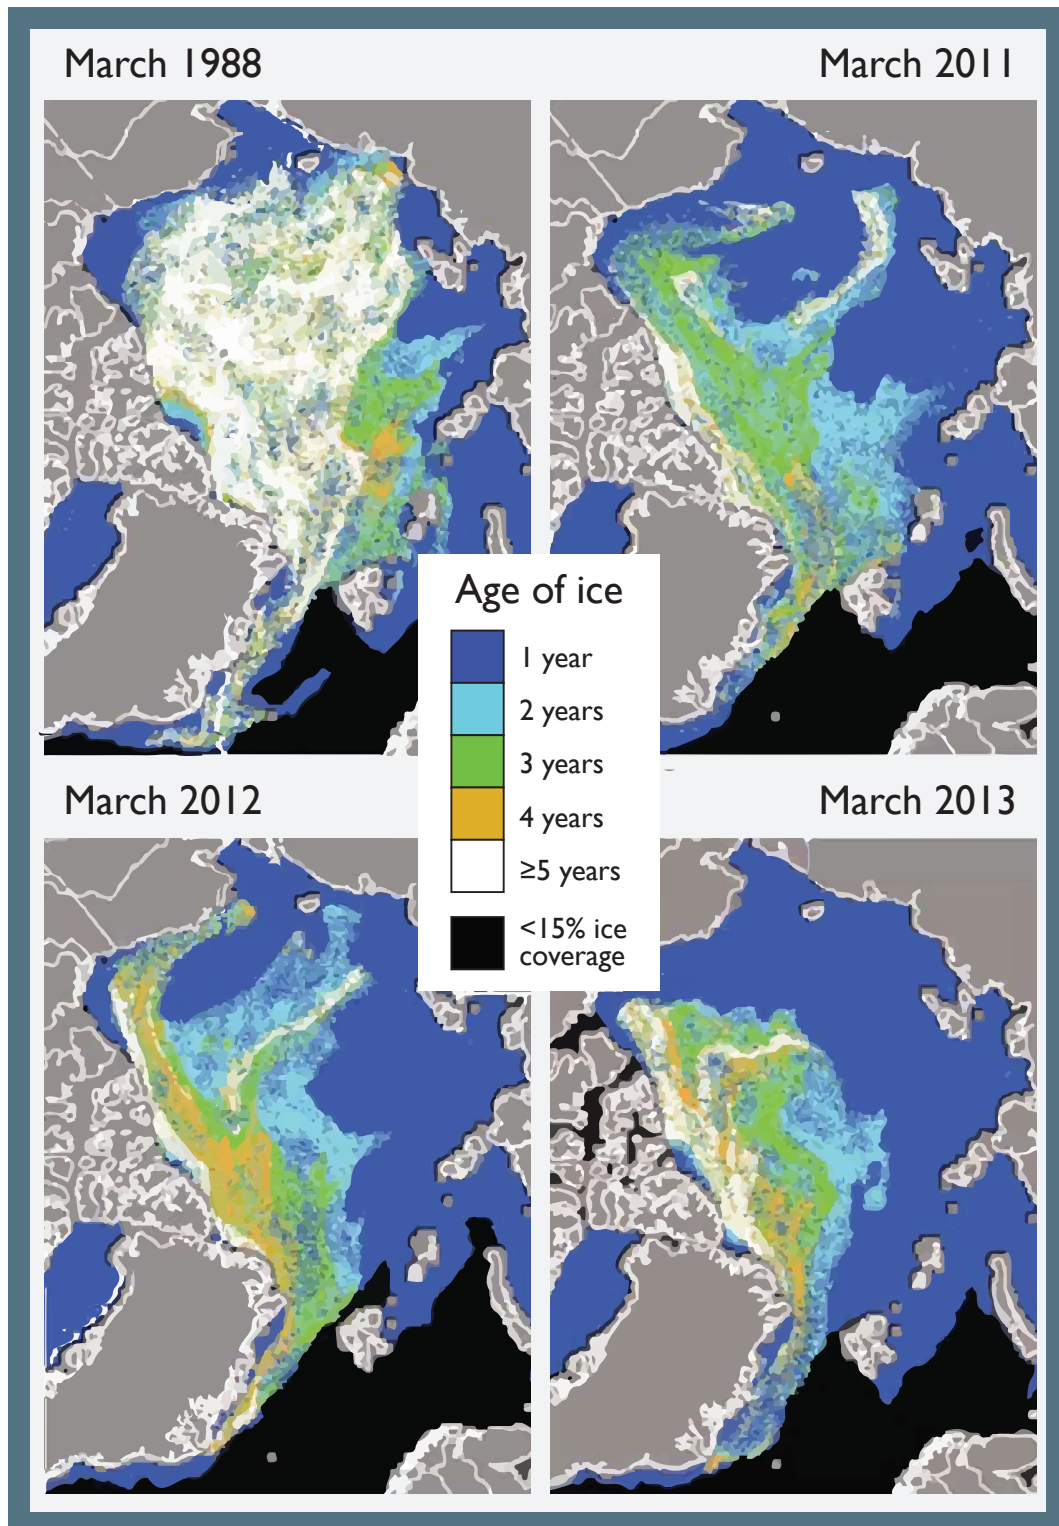 March 1988
March 2011
Age of ice
1 year
2 years
3 years
4 years
≥5 years
<15% ice
coverage
March 2012
March 2013